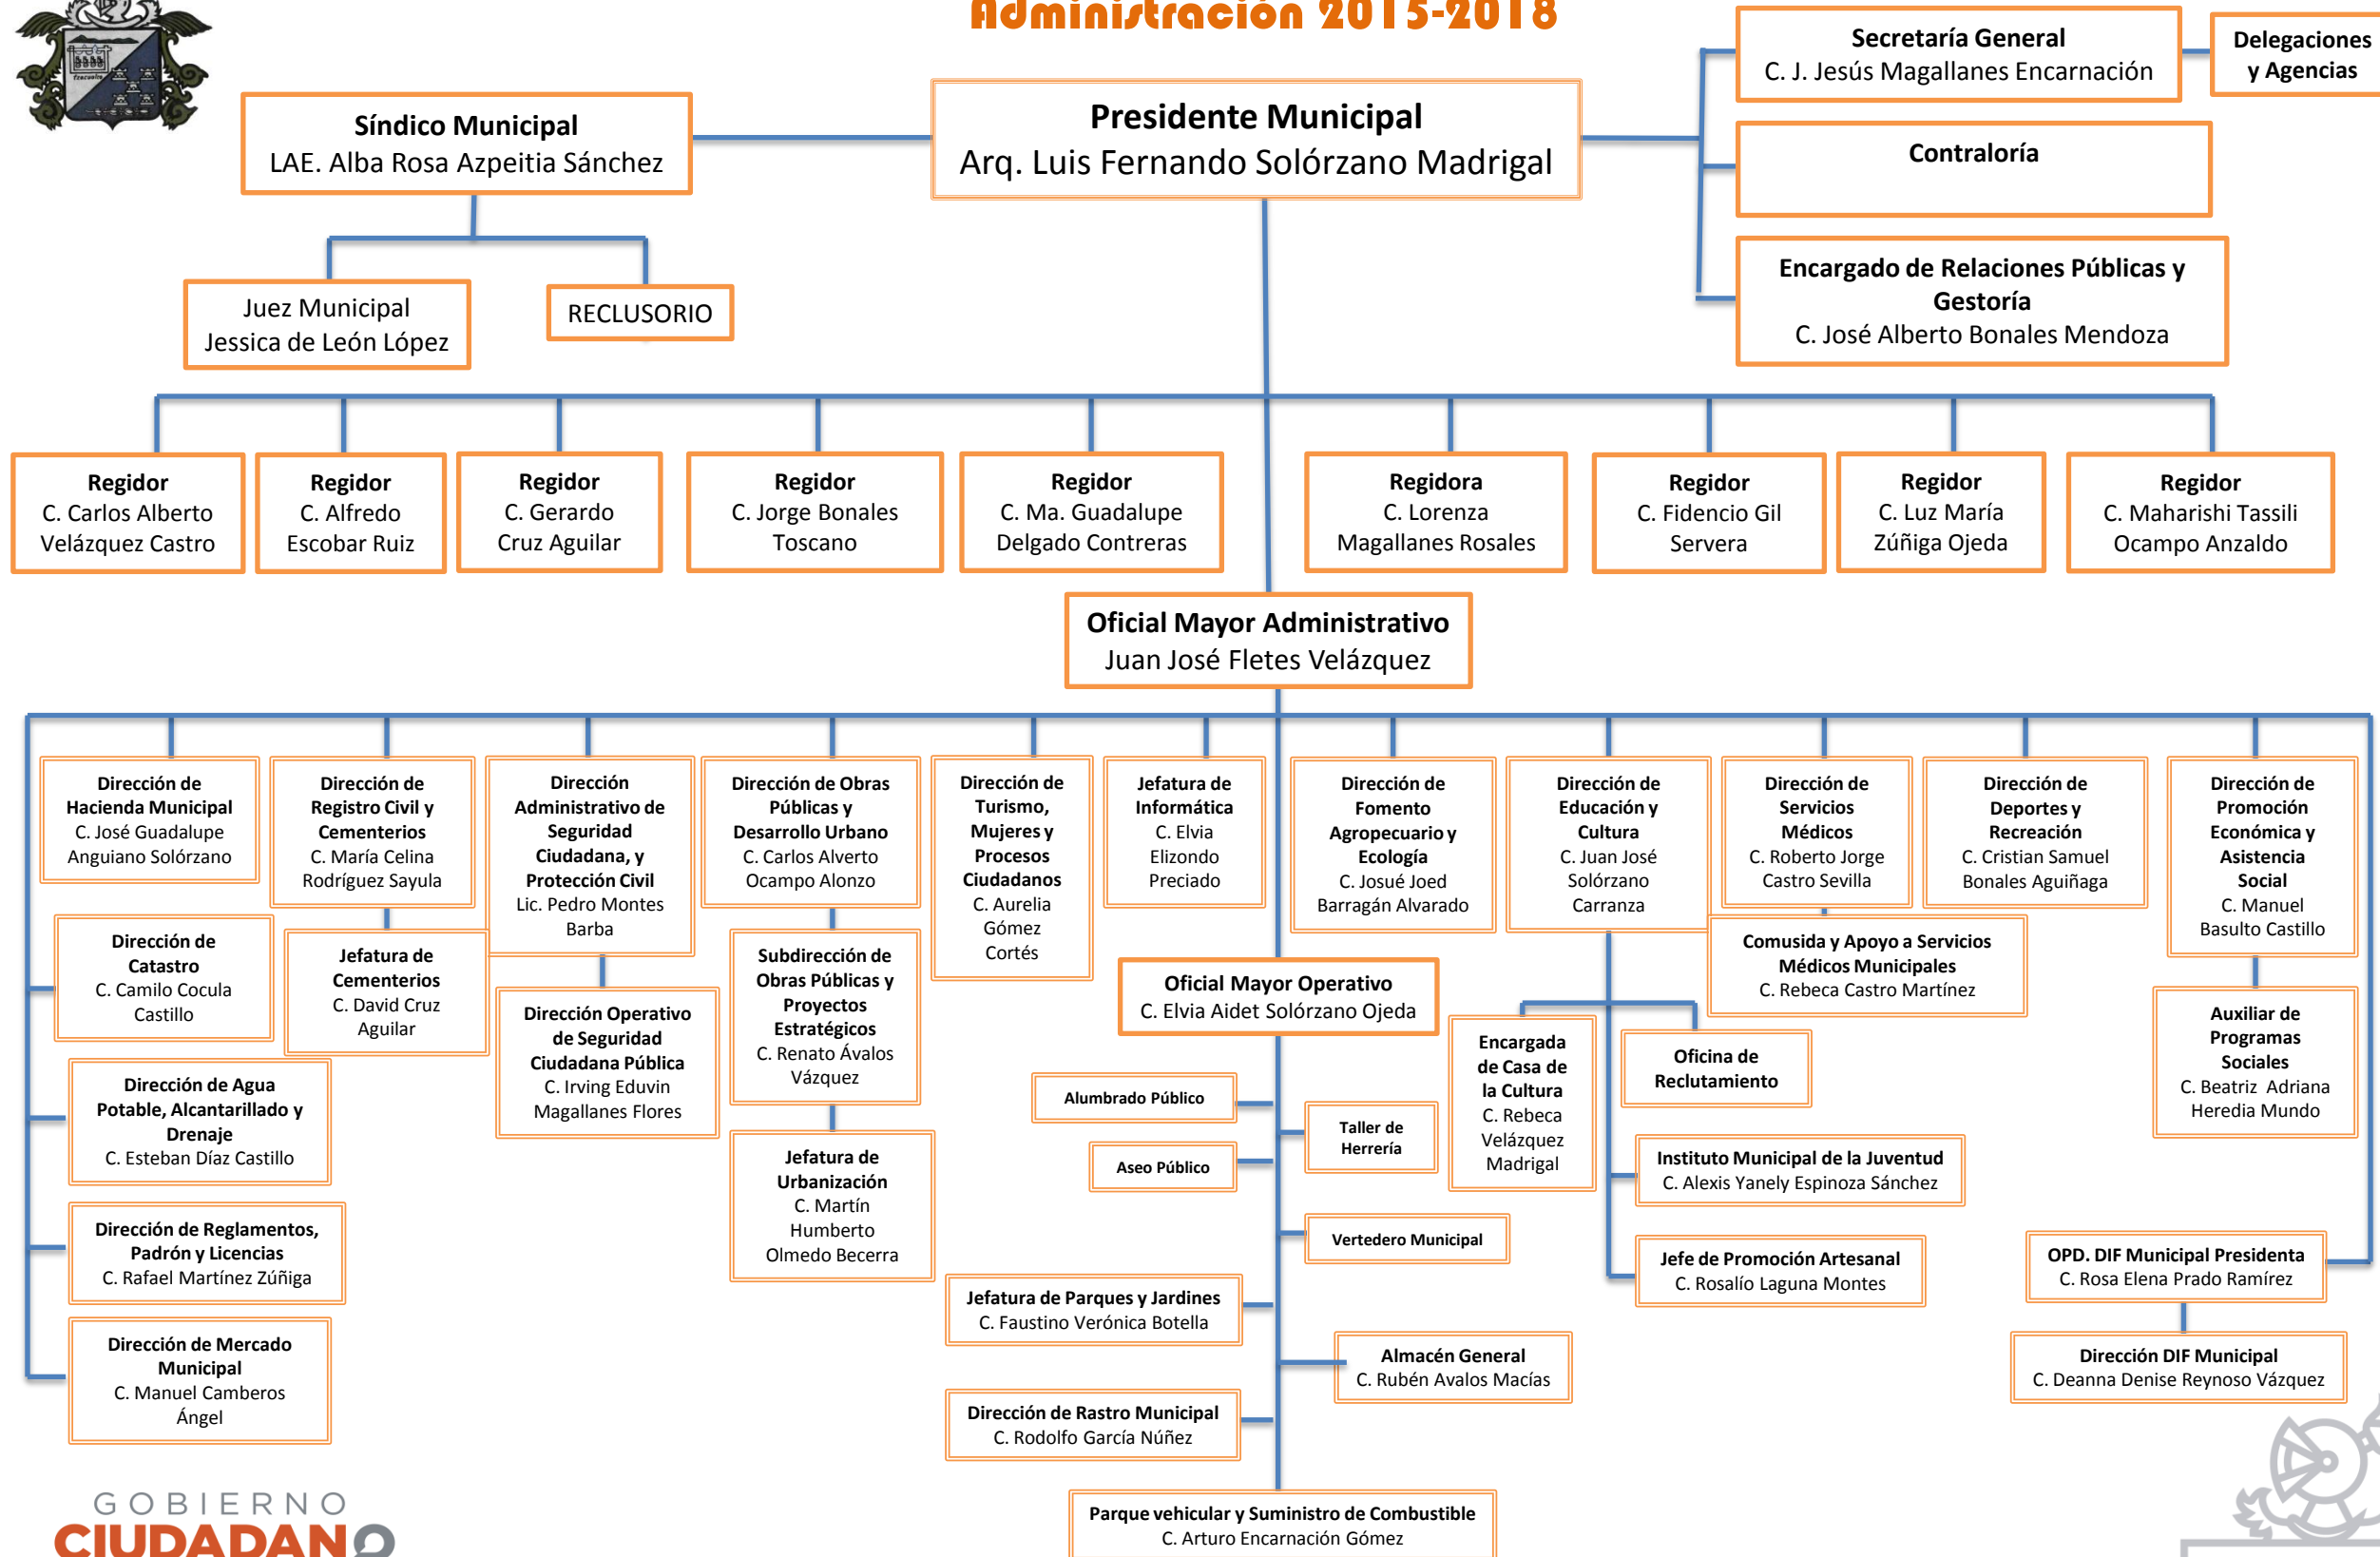 Administración 2015-2018
Secretaría General
C. J. Jesús Magallanes Encarnación
Delegaciones
y Agencias
Presidente Municipal
Arq. Luis Fernando Solórzano Madrigal
Síndico Municipal
LAE. Alba Rosa Azpeitia Sánchez
Contraloría
Encargado de Relaciones Públicas y
Gestoría
C. José Alberto Bonales Mendoza
Juez Municipal
Jessica de León López
RECLUSORIO
Regidor
C. Carlos Alberto
Velázquez Castro
Regidor
C. Alfredo
Escobar Ruiz
Regidor
C. Gerardo
Cruz Aguilar
Regidor
C. Jorge Bonales
Toscano
Regidor
C. Ma. Guadalupe
Delgado Contreras
Regidora
C. Lorenza
Magallanes Rosales
Regidor
C. Fidencio Gil
Servera
Regidor
C. Luz María
Zúñiga Ojeda
Regidor
C. Maharishi Tassili
Ocampo Anzaldo
Oficial Mayor Administrativo
Juan José Fletes Velázquez
Dirección de
Hacienda Municipal
C. José Guadalupe
Anguiano Solórzano
Dirección de
Registro Civil y
Cementerios
C. María Celina
Rodríguez Sayula
Dirección
Administrativo de
Seguridad
Ciudadana, y
Protección Civil
Lic. Pedro Montes
Barba
Dirección de Obras
Públicas y
Desarrollo Urbano
C. Carlos Alverto
Ocampo Alonzo
Dirección de
Turismo,
Mujeres y
Procesos
Ciudadanos
C. Aurelia
Gómez
Cortés
Jefatura de
Informática
C. Elvia
Elizondo
Preciado
Dirección de
Fomento
Agropecuario y
Ecología
C. Josué Joed
Barragán Alvarado
Dirección de
Educación y
Cultura
C. Juan José
Solórzano
Carranza
Dirección de
Servicios
Médicos
C. Roberto Jorge
Castro Sevilla
Dirección de
Deportes y
Recreación
C. Cristian Samuel
Bonales Aguiñaga
Dirección de
Promoción
Económica y
Asistencia
Social
C. Manuel
Basulto Castillo
Dirección de
Catastro
C. Camilo Cocula
Castillo
Jefatura de
Cementerios
C. David Cruz
Aguilar
Dirección Operativo
de Seguridad
Ciudadana Pública
C. Irving Eduvin
Magallanes Flores
Subdirección de
Obras Públicas y
Proyectos
Estratégicos
C. Renato Ávalos
Vázquez
Oficial Mayor Operativo
C. Elvia Aidet Solórzano Ojeda
Comusida y Apoyo a Servicios
Médicos Municipales
C. Rebeca Castro Martínez
Auxiliar de
Programas
Sociales
C. Beatriz Adriana
Heredia Mundo
Encargada
de Casa de
la Cultura
C. Rebeca
Velázquez
Madrigal
Oficina de
Reclutamiento
Dirección de Agua
Potable, Alcantarillado y
Drenaje
C. Esteban Díaz Castillo
Alumbrado Público
Taller de
Herrería
Aseo Público
Jefatura de
Urbanización
C. Martín
Humberto
Olmedo Becerra
Instituto Municipal de la Juventud
C. Alexis Yanely Espinoza Sánchez
Dirección de Reglamentos,
Padrón y Licencias
C. Rafael Martínez Zúñiga
Vertedero Municipal
Jefe de Promoción Artesanal
C. Rosalío Laguna Montes
OPD. DIF Municipal Presidenta
C. Rosa Elena Prado Ramírez
Jefatura de Parques y Jardines
C. Faustino Verónica Botella
Dirección de Mercado
Municipal
C. Manuel Camberos
Ángel
Almacén General
C. Rubén Avalos Macías
Dirección DIF Municipal
C. Deanna Denise Reynoso Vázquez
Dirección de Rastro Municipal
C. Rodolfo García Núñez
Parque vehicular y Suministro de Combustible
C. Arturo Encarnación Gómez
GOBIERNO
CIUDADANO